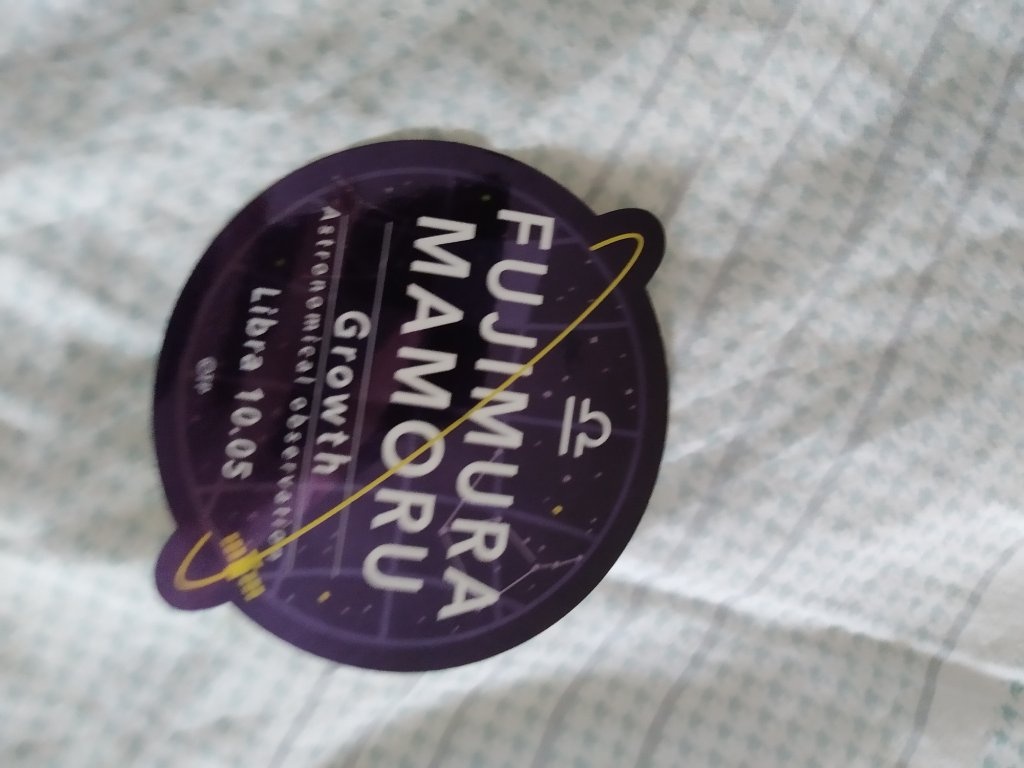 ♎
FUJIMURA
MAMORU
Growth
Astronomical observation
Libra 10.05